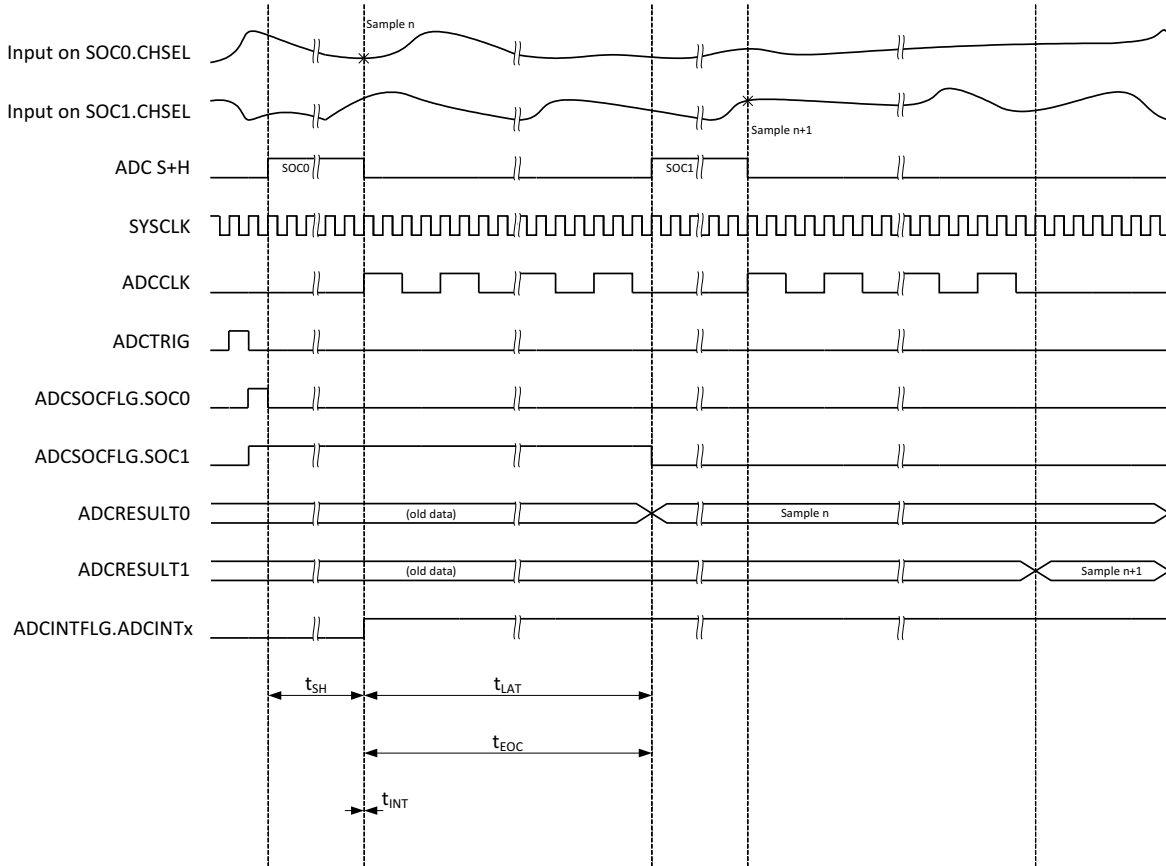 Sample n
Input on SOC0.CHSEL
Input on SOC1.CHSEL
Sample n+1
ADC S+H
SOC0
SOC1
SYSCLK
ADCCLK
ADCTRIG
ADCSOCFLG.SOC0
ADCSOCFLG.SOC1
ADCRESULT0
(old data)
Sample n
ADCRESULT1
(old data)
Sample n+1
ADCINTFLG.ADCINTx
tSH
tLAT
tEOC
tINT